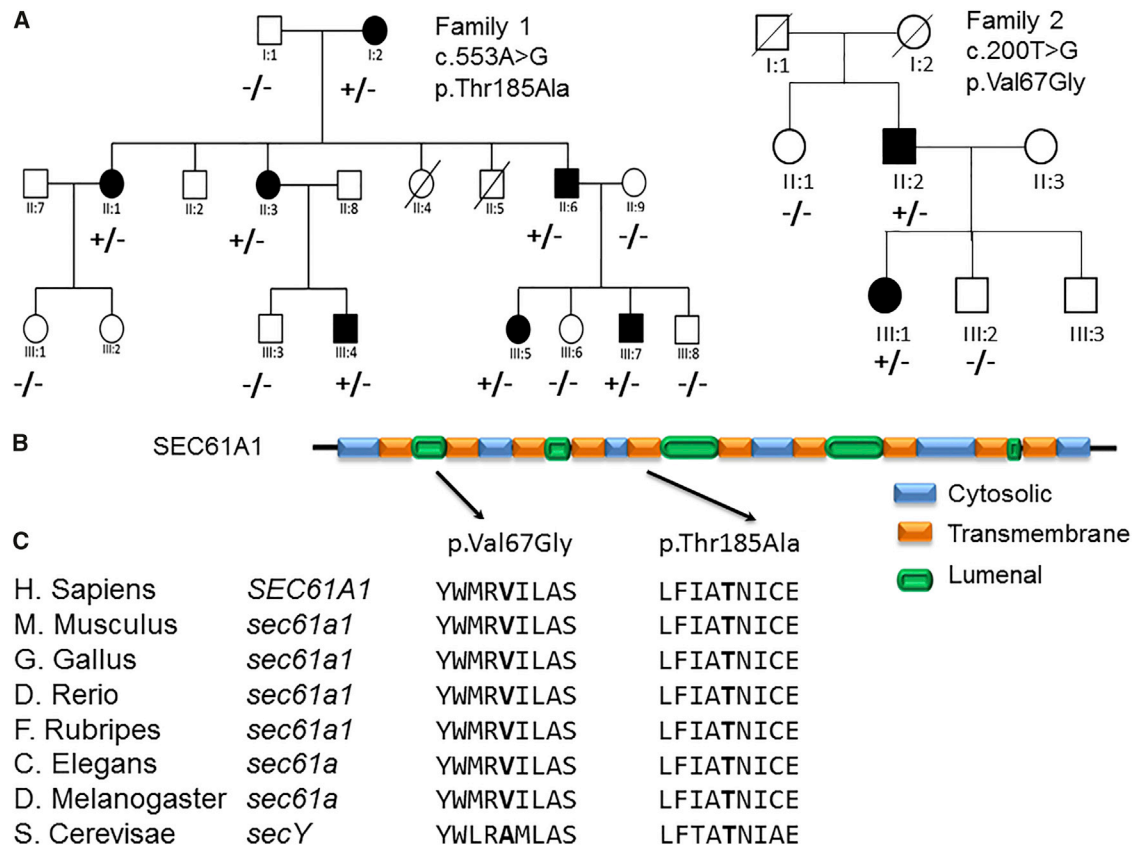 A
Family 1
c.553A>G
p.Thr185Ala
I:1 I:2
-/- +/-
II:7 II:1 II:2 II:3 II:8 II:4 II:5 II:6 II:9
+/- +/- +/- -/-
III:1 III:2 III:3 III:4 III:5 III:6 III:7 III:8
-/- -/- +/- +/- -/- +/- -/-
Family 2
c.200T>G
p.Val67Gly
I:1 I:2
II:1 II:2 II:3
-/- +/-
III:1 III:2 III:3
+/- -/-
B
SEC61A1
Cytosolic
Transmembrane
Lumenal
C
p.Val67Gly p.Thr185Ala
H. Sapiens SEC61A1 YWMRVILAS LFIATNICE
M. Musculus sec61a1 YWMRVILAS LFIATNICE
G. Gallus sec61a1 YWMRVILAS LFIATNICE
D. Rerio sec61a1 YWMRVILAS LFIATNICE
F. Rubripes sec61a1 YWMRVILAS LFIATNICE
C. Elegans sec61a YWMRVILAS LFIATNICE
D. Melanogaster sec61a YWMRVILAS LFIATNICE
S. Cerevisae secY YWLRAMLAS LFTATNIAE